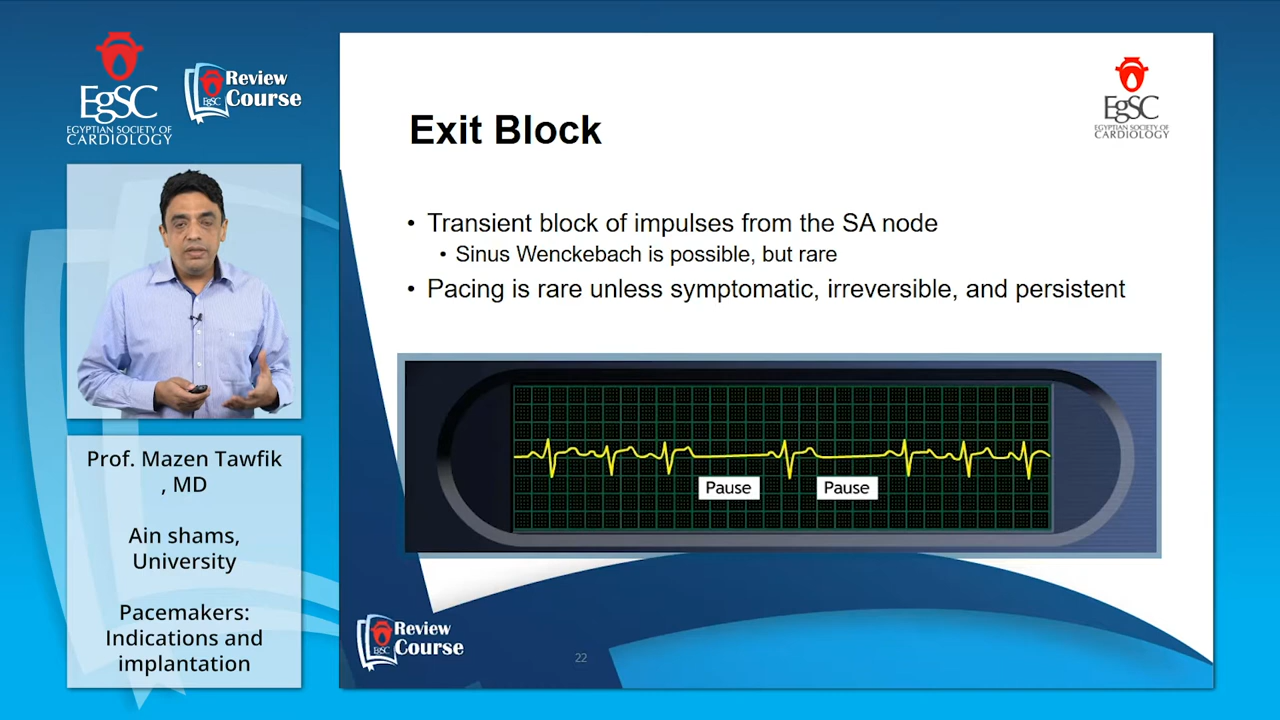 EgSC
EGYPTIAN SOCIETY OF
CARDIOLOGY
EgSC
Review
Course
Prof. Mazen Tawfik
, MD
Ain shams,
University
Pacemakers:
Indications and
implantation
EgSC
EGYPTIAN SOCIETY OF
CARDIOLOGY
Exit Block
• Transient block of impulses from the SA node
• Sinus Wenckebach is possible, but rare
• Pacing is rare unless symptomatic, irreversible, and persistent
Pause
Pause
EgSC
Review
Course
22